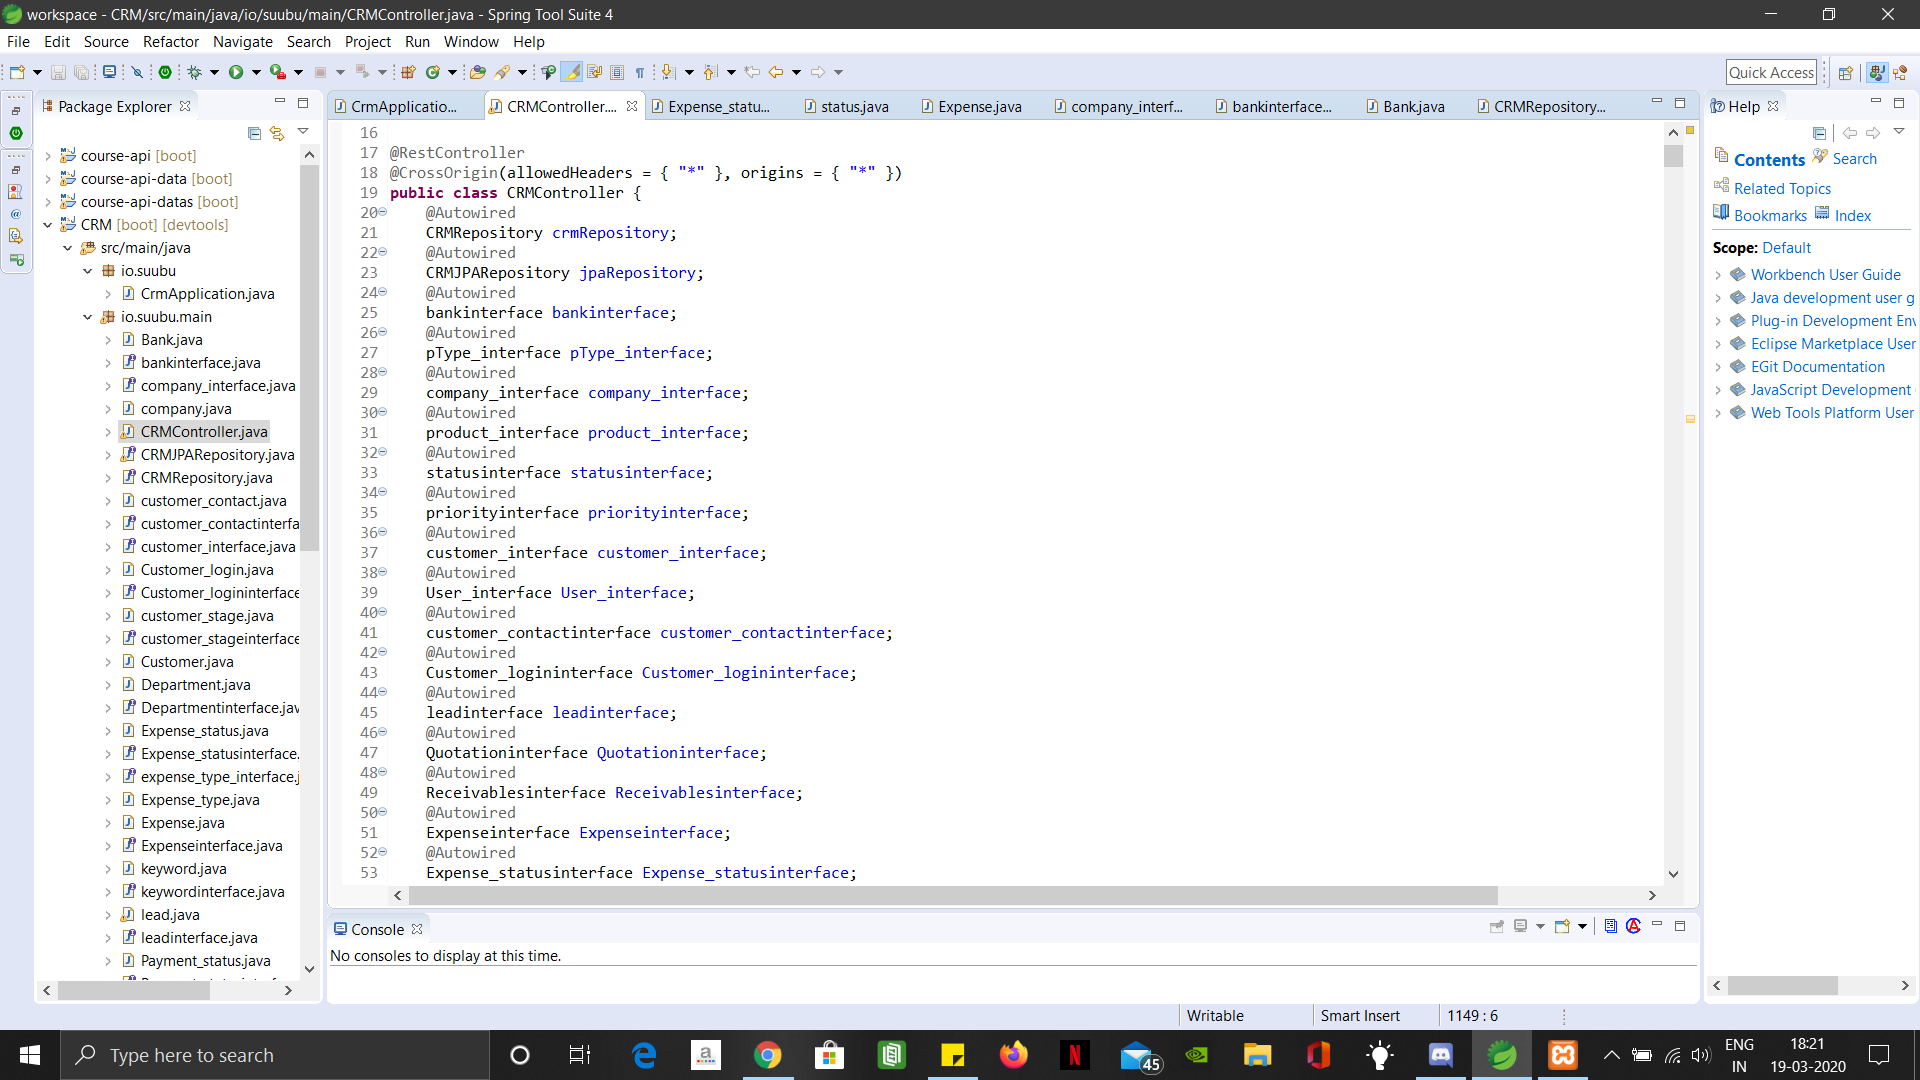 workspace - CRM/src/main/java/io/suubu/main/CRMController.java - Spring Tool Suite 4
File Edit Source Refactor Navigate Search Project Run Window Help
Quick Access
Package Explorer
course-api [boot]
course-api-data [boot]
course-api-datas [boot]
CRM [boot] [devtools]
src/main/java
io.suubu
CrmApplication.java
io.suubu.main
Bank.java
bankinterface.java
company_interface.java
company.java
CRMController.java
CRMJPARepository.java
CRMRepository.java
customer_contact.java
customer_contactinterfa
customer_interface.java
Customer_login.java
Customer_logininterface
customer_stage.java
customer_stageinterface
Customer.java
Department.java
Departmentinterface.jav
Expense_status.java
Expense_statusinterface.
expense_type_interface.j
Expense_type.java
Expense.java
Expenseinterface.java
keyword.java
keywordinterface.java
lead.java
leadinterface.java
Payment_status.java
CrmApplicatio... CRMController.... Expense_statu... status.java Expense.java company_interf... bankinterface... Bank.java CRMRepository...
16
17 @RestController
18 @CrossOrigin(allowedHeaders = { "*" }, origins = { "*" })
19 public class CRMController {
20 @Autowired
21 CRMRepository crmRepository;
22 @Autowired
23 CRMJPARepository jpaRepository;
24 @Autowired
25 bankinterface bankinterface;
26 @Autowired
27 pType_interface pType_interface;
28 @Autowired
29 company_interface company_interface;
30 @Autowired
31 product_interface product_interface;
32 @Autowired
33 statusinterface statusinterface;
34 @Autowired
35 priorityinterface priorityinterface;
36 @Autowired
37 customer_interface customer_interface;
38 @Autowired
39 User_interface User_interface;
40 @Autowired
41 customer_contactinterface customer_contactinterface;
42 @Autowired
43 Customer_logininterface Customer_logininterface;
44 @Autowired
45 leadinterface leadinterface;
46 @Autowired
47 Quotationinterface Quotationinterface;
48 @Autowired
49 Receivablesinterface Receivablesinterface;
50 @Autowired
51 Expenseinterface Expenseinterface;
52 @Autowired
53 Expense_statusinterface Expense_statusinterface;
Console
No consoles to display at this time.
Help
Contents Search
Related Topics
Bookmarks Index
Scope: Default
Workbench User Guide
Java development user g
Plug-in Development Env
Eclipse Marketplace User
EGit Documentation
JavaScript Development
Web Tools Platform User
Writable Smart Insert 1149 : 6
Type here to search
45
ENG
IN
18:21
19-03-2020